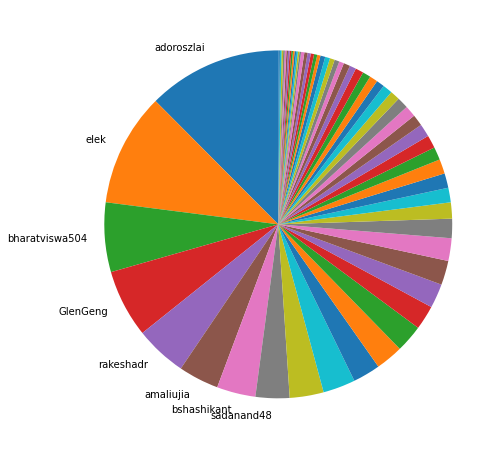 adoroszlai
elek
bharatviswa504
GlenGeng
rakeshadr
amaliujia
bshashikant
sadanand48